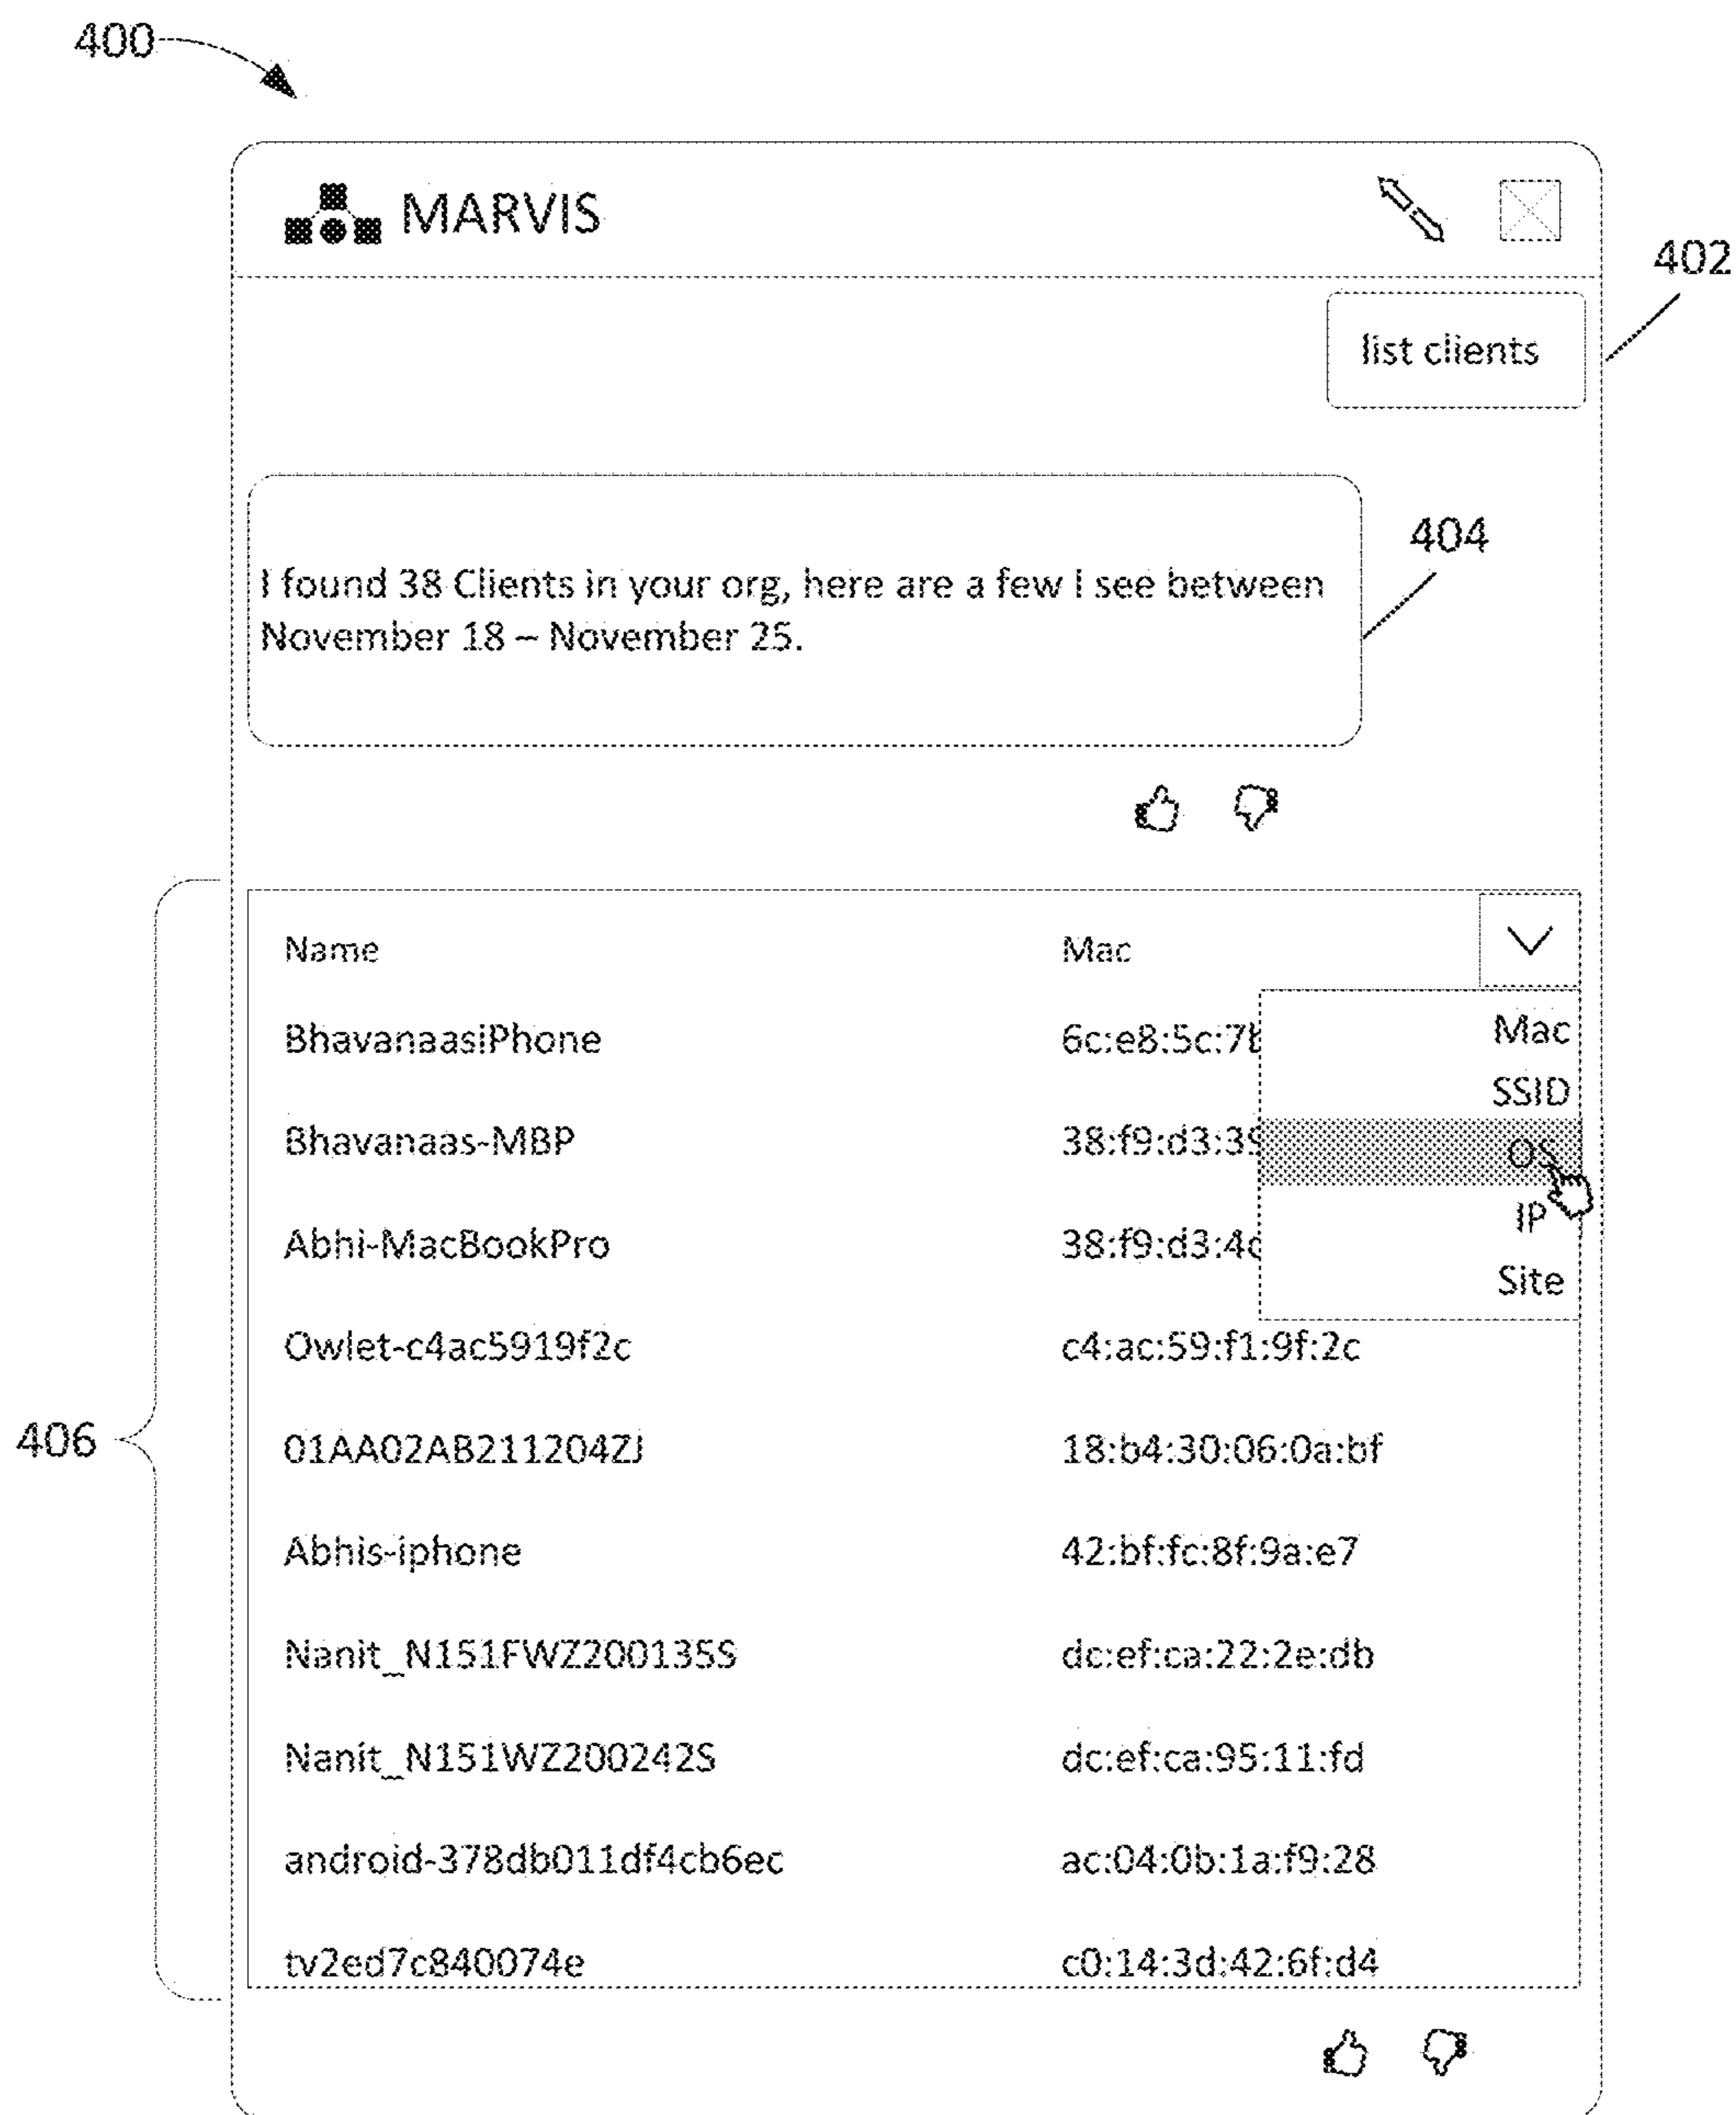 400
MARVIS
402
list clients
404
I found 38 Clients in your org, here are a few I see between
November 18 – November 25.
406
Name Mac
BhavanaasiPhone 6c:e8:5c:7b
Mac
SSID
OS
IP
Site
Bhavanaas-MBP 38:f9:d3:39
Abhi-MacBookPro 38:f9:d3:4c
Owlet-c4ac5919f2c c4:ac:59:f1:9f:2c
01AA02AB211204ZJ 18:b4:30:06:0a:bf
Abhis-iphone 42:bf:fc:8f:9a:e7
Nanit_N151FWZ200135S dc:ef:ca:22:2e:db
Nanit_N151WZ200242S dc:ef:ca:95:11:fd
android-378db011df4cb6ec ac:04:0b:1a:f9:28
tv2ed7c840074e c0:14:3d:42:6f:d4